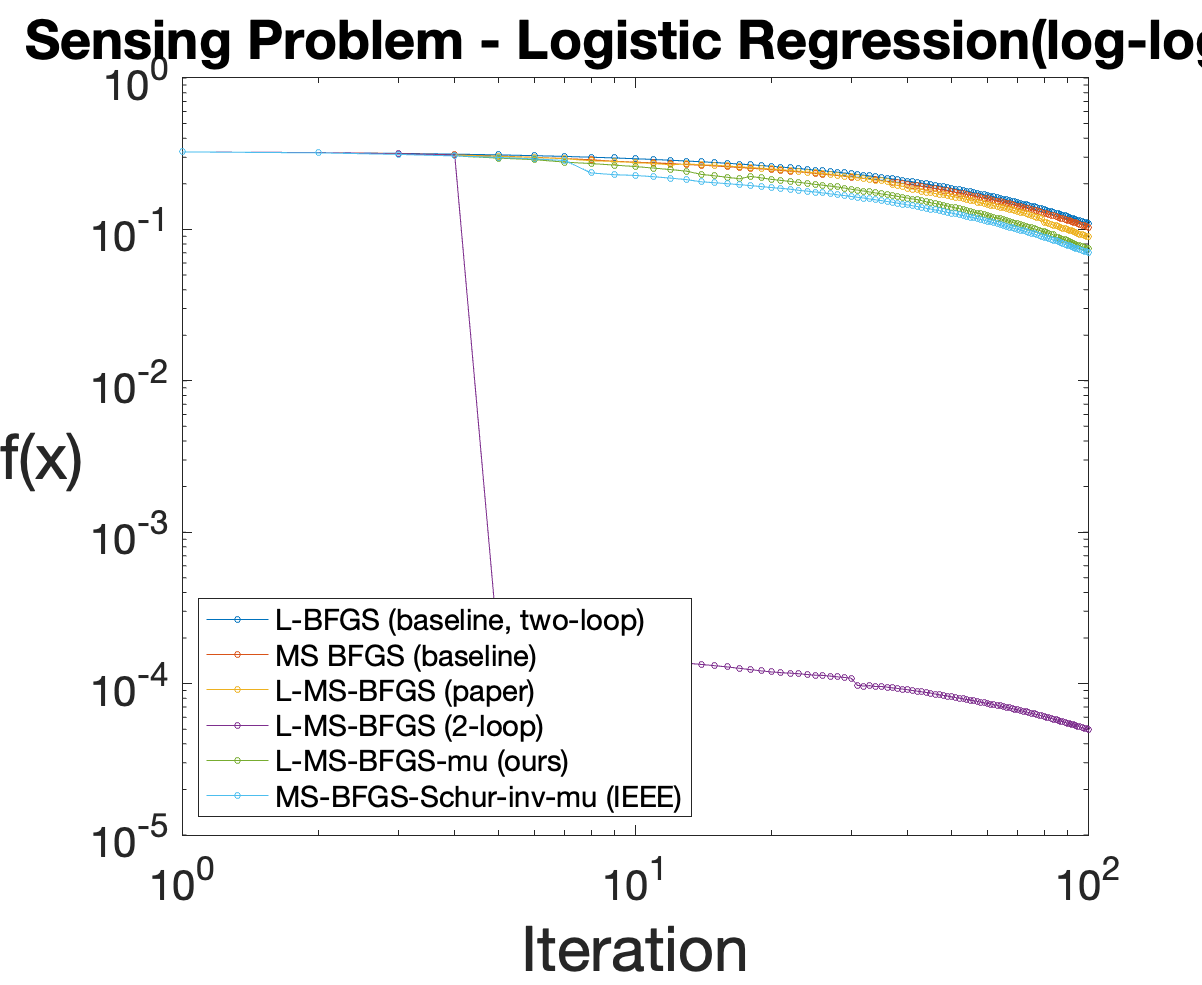 Sensing Problem - Logistic Regression(log-log
10^0
10^-1
10^-2
10^-3
10^-4
10^-5
f(x)
L-BFGS (baseline, two-loop)
MS BFGS (baseline)
L-MS-BFGS (paper)
L-MS-BFGS (2-loop)
L-MS-BFGS-mu (ours)
MS-BFGS-Schur-inv-mu (IEEE)
10^0 10^1 10^2
Iteration